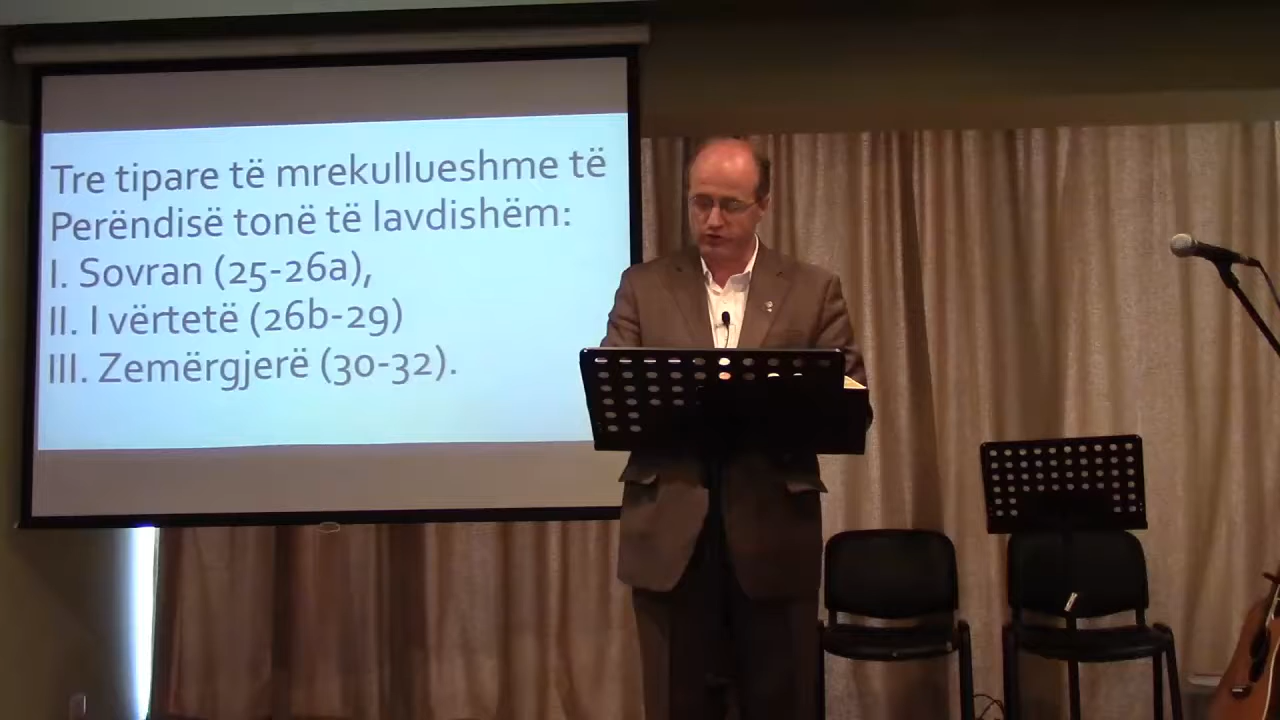 Tre tipare të mrekullueshme të
Perëndisë tonë të lavdishëm:
I. Sovran (25-26a),
II. I vërtetë (26b-29)
III. Zemërgjerë (30-32).